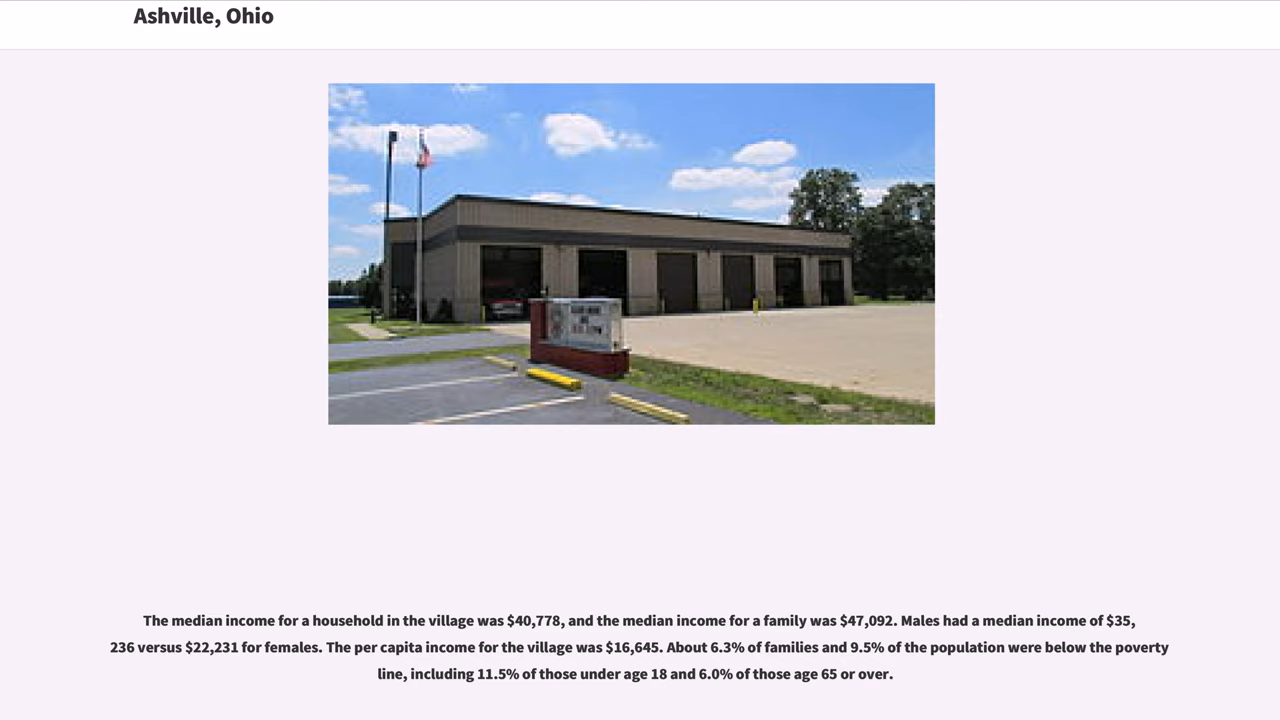 Ashville, Ohio
The median income for a household in the village was $40,778, and the median income for a family was $47,092. Males had a median income of $35,
236 versus $22,231 for females. The per capita income for the village was $16,645. About 6.3% of families and 9.5% of the population were below the poverty
line, including 11.5% of those under age 18 and 6.0% of those age 65 or over.